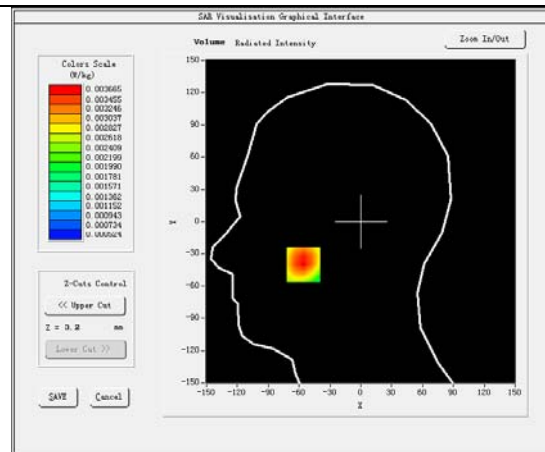 SAR Visualisation Graphical Interface
Volume Radiated Intensity
Zoom In/Out
Colors Scale
(W/kg)
0.003665
0.003455
0.003246
0.003037
0.002827
0.002618
0.002409
0.002199
0.001990
0.001781
0.001571
0.001362
0.001152
0.000943
0.000734
0.000524
Z-Cuts Control
<< Upper Cut
Z = 3.2 mm
Lower Cut >>
SAVE Cancel
150
120
90
60
30
0
-30
-60
-90
-120
-150
Y
-150 -120 -90 -60 -30 0 30 60 90 120 150
X